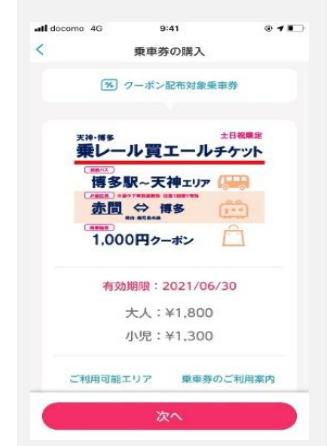 docomo 4G 9:41
乗車券の購入
クーポン配布対象乗車券
天神・博多 土日祝限定
乗レール買エールチケット
博多駅～天神エリア
赤間 ⇔ 博多
1,000円クーポン
有効期限：2021/06/30
大人：¥1,800
小児：¥1,300
ご利用可能エリア 乗車券のご利用案内
次へ